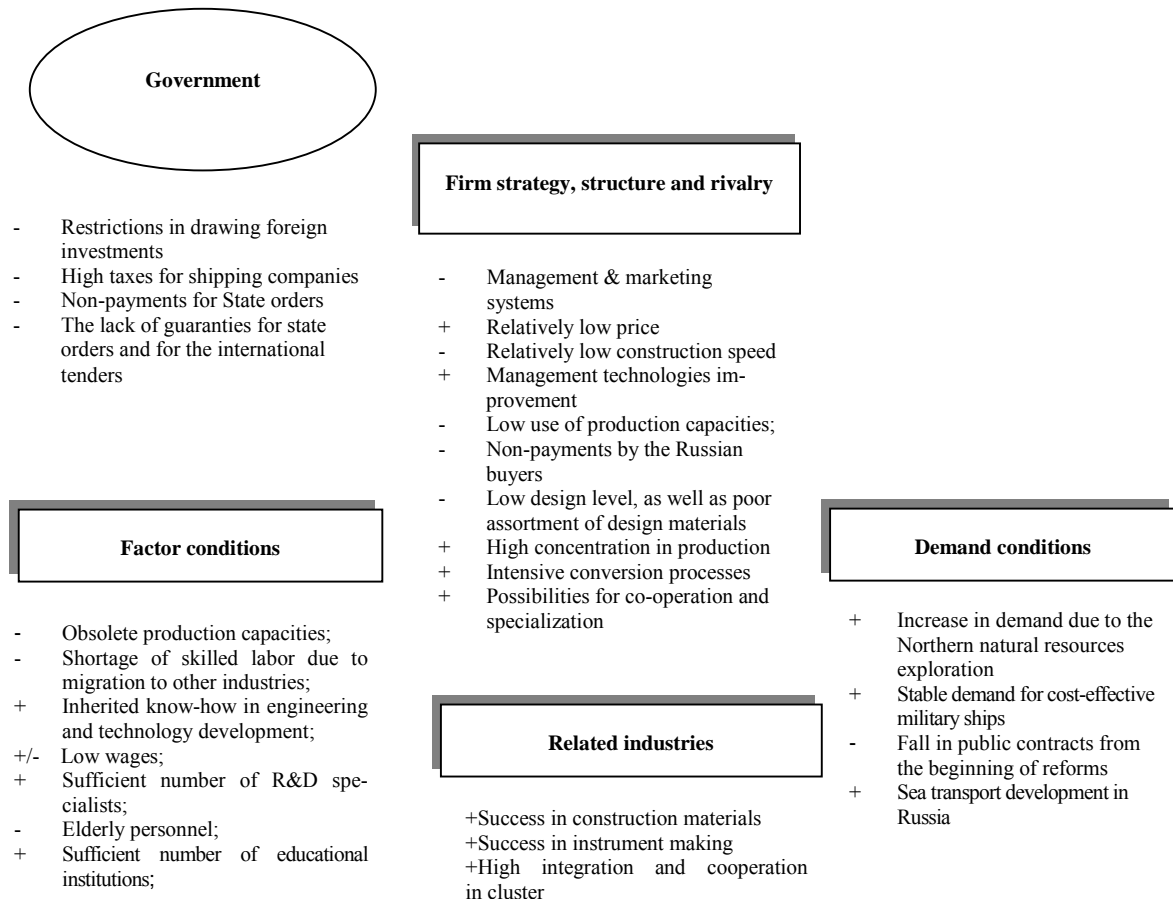 Government
- Restrictions in drawing foreign
investments
- High taxes for shipping companies
- Non-payments for State orders
- The lack of guaranties for state
orders and for the international
tenders
Firm strategy, structure and rivalry
- Management & marketing
systems
+ Relatively low price
- Relatively low construction speed
+ Management technologies im-
provement
- Low use of production capacities;
- Non-payments by the Russian
buyers
- Low design level, as well as poor
assortment of design materials
+ High concentration in production
+ Intensive conversion processes
+ Possibilities for co-operation and
specialization
Factor conditions
- Obsolete production capacities;
- Shortage of skilled labor due to
migration to other industries;
+ Inherited know-how in engineering
and technology development;
+/- Low wages;
+ Sufficient number of R&D spe-
cialists;
- Elderly personnel;
+ Sufficient number of educational
institutions;
Related industries
+Success in construction materials
+Success in instrument making
+High integration and cooperation
in cluster
Demand conditions
+ Increase in demand due to the
Northern natural resources
exploration
+ Stable demand for cost-effective
military ships
- Fall in public contracts from
the beginning of reforms
+ Sea transport development in
Russia